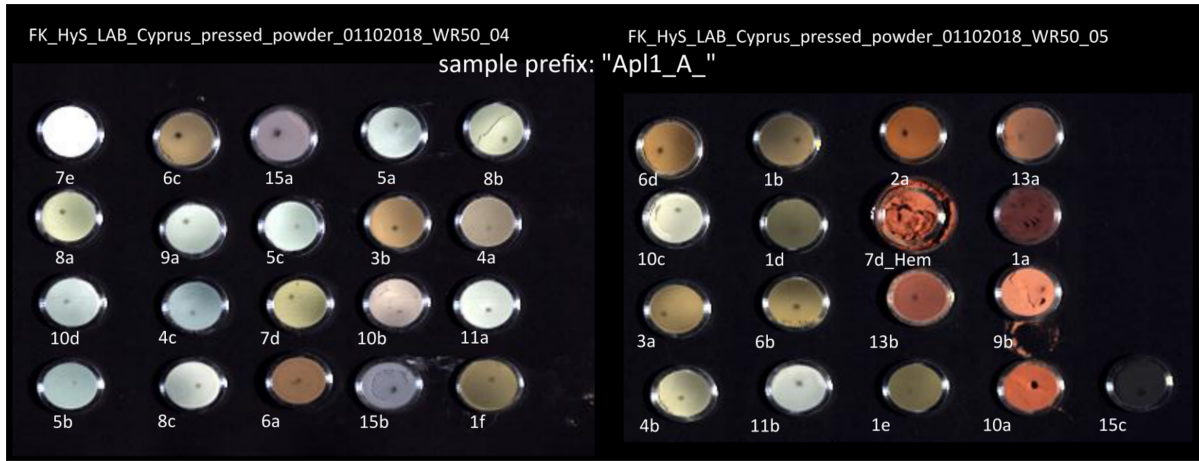 FK_HyS_LAB_Cyprus_pressed_powder_01102018_WR50_04
FK_HyS_LAB_Cyprus_pressed_powder_01102018_WR50_05
sample prefix: "Apl1_A_"
7e 6c 15a 5a 8b
8a 9a 5c 3b 4a
10d 4c 7d 10b 11a
5b 8c 6a 15b 1f
6d 1b 2a 13a
10c 1d 7d_Hem 1a
3a 6b 13b 9b
4b 11b 1e 10a 15c